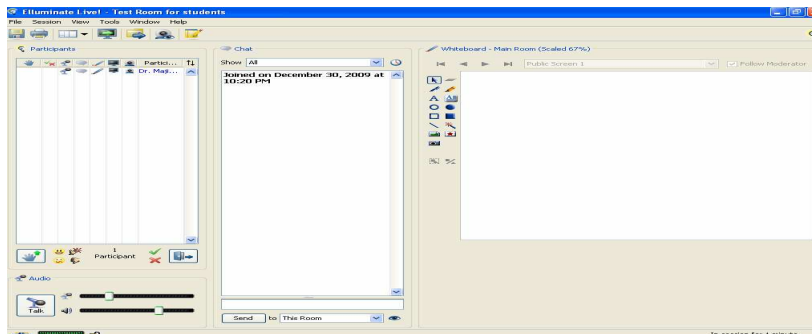 Elluminate Live! - Test Room for students
File Session View Tools Window Help
Participants
Partici...
Dr. Maji...
1
Participant
Audio
Talk
Chat
Show All
Joined on December 30, 2009 at
10:20 PM
Send to This Room
Whiteboard - Main Room (Scaled 67%)
Public Screen 1
Follow Moderator
In session for 1 minute